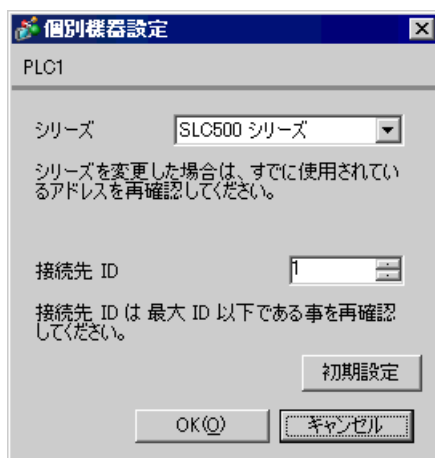 個別機器設定
PLC1
シリーズ SLC500 シリーズ
シリーズを変更した場合は、すでに使用されてい
るアドレスを再確認してください。
接続先 ID 1
接続先 ID は 最大 ID 以下である事を再確認
してください。
初期設定
OK(O) キャンセル